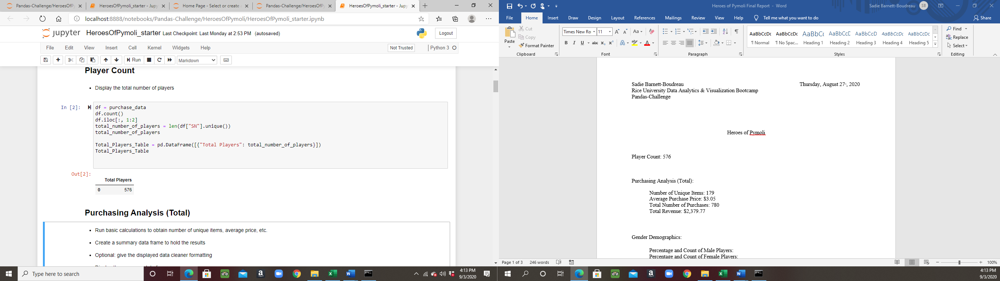 Pandas-Challenge/HeroesOfPy
HeroesOfPymoli_starter - Jupy
Home Page - Select or create
Pandas-Challenge/HeroesOfPy
HeroesOfPymoli_starter - Jupy
localhost:8888/notebooks/Pandas-Challenge/HeroesOfPymoli/HeroesOfPymoli_starter.ipynb
jupyter HeroesOfPymoli_starter Last Checkpoint: Last Monday at 2:53 PM (autosaved)
Logout
File Edit View Insert Cell Kernel Widgets Help
Not Trusted
Python 3
Run
Markdown
Player Count
• Display the total number of players
In [2]:
df = purchase_data
df.count()
df.iloc[:, 1:2]
total_number_of_players = len(df["SN"].unique())
total_number_of_players
Total_Players_Table = pd.DataFrame([{"Total Players": total_number_of_players}])
Total_Players_Table
Out[2]:
Total Players
0 576
Purchasing Analysis (Total)
• Run basic calculations to obtain number of unique items, average price, etc.
• Create a summary data frame to hold the results
• Optional: give the displayed data cleaner formatting
Type here to search
4:13 PM
9/3/2020
Heroes of Pymoli Final Report - Word
Sadie Barnett-Boudreau
SB
File Home Insert Draw Design Layout References Mailings Review View Help Tell me what you want to do
Share
Paste
Cut
Copy
Format Painter
Clipboard
Times New Ro
11
Aa
B I U abc x₂ x²
Font
Paragraph
AaBbCcDc AaBbCcDc AaBbCc AaBbCcE AaBbCcD AaBbCcDc AaBbCcDc
¶ Normal ¶ No Spac... Heading 1 Heading 2 Heading 3 Heading 4 Heading 5
Styles
Find
Replace
Select
Editing
Sadie Barnett-Boudreau
Thursday, August 27, 2020
Rice University Data Analytics & Visualization Bootcamp
Pandas-Challenge
Heroes of Pymoli
Player Count: 576
Purchasing Analysis (Total):
Number of Unique Items: 179
Average Purchase Price: $3.05
Total Number of Purchases: 780
Total Revenue: $2,379.77
Gender Demographics:
Percentage and Count of Male Players:
Percentage and Count of Female Players:
Page 1 of 3 246 words
100%
4:13 PM
9/3/2020